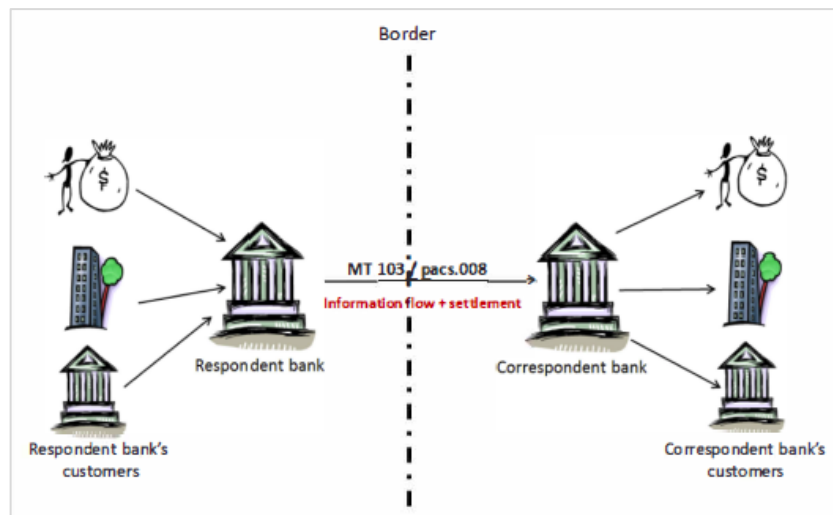 Border
$
$
MT 103 / pacs.008
Information flow + settlement
Respondent bank
Correspondent bank
Respondent bank's
customers
Correspondent bank's
customers